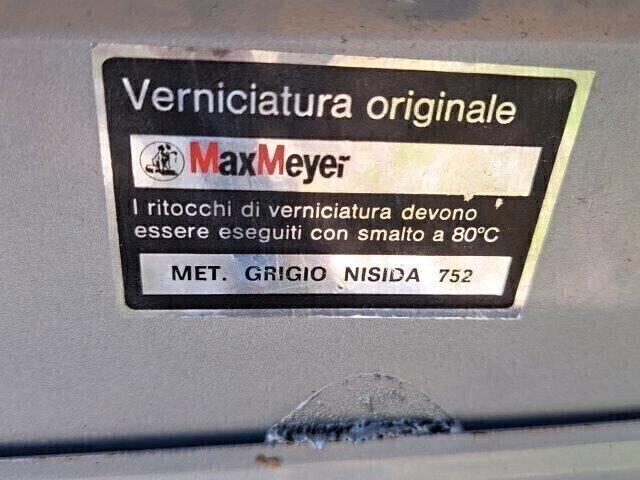 Verniciatura originale
MaxMeyer
I ritocchi di verniciatura devono
essere eseguiti con smalto a 80°C
MET. GRIGIO NISIDA 752